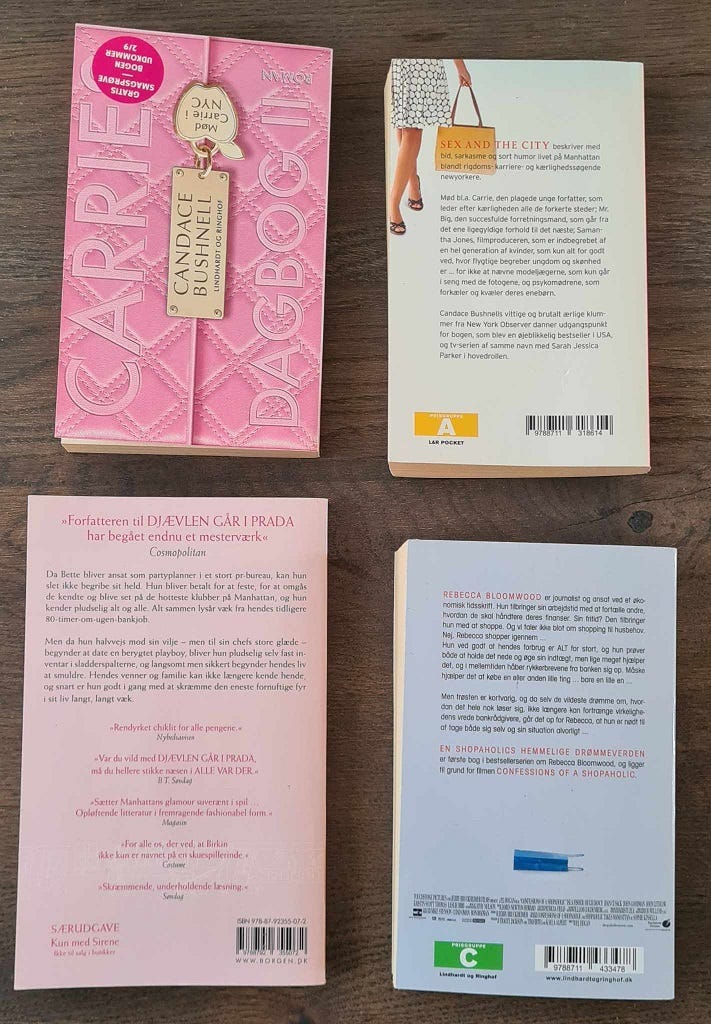 CARRIES
DAGBOG II
ROMAN
GRATIS
SMAGSPRØVE
BOGEN
UDKOMMER
2/9
Mød
Carrie i
NYC
CANDACE
BUSHNELL
LINDHARDT OG RINGHOF
SEX AND THE CITY beskriver med
bid, sarkasme og sort humor livet på Manhattan
blandt rigdoms- karriere- og kærlighedssøgende
newyorkere.
Mød bl.a. Carrie, den plagede unge forfatter, som
leder efter kærligheden alle de forkerte steder; Mr.
Big, den succesfulde forretningsmand, som går fra
det ene ligegyldige forhold til det næste; Saman-
tha Jones, filmproduceren, som er indbegrebet af
en hel generation af kvinder, som kun alt for godt
ved, hvor flygtige begreber ungdom og skønhed
er ... for ikke at nævne modeljægerne, som kun går
i seng med de fotogene, og psykomødrene, som
forkæler og kvæler deres enebørn.
Candace Bushnells vittige og brutalt ærlige klum-
mer fra New York Observer danner udgangspunkt
for bogen, som blev en øjeblikkelig bestseller i USA,
og tv-serien af samme navn med Sarah Jessica
Parker i hovedrollen.
PRISGRUPPE
A
L&R POCKET
9788711 318614
»Forfatteren til DJÆVLEN GÅR I PRADA
har begået endnu et mesterværk«
Cosmopolitan
Da Bette bliver ansat som partyplanner i et stort pr-bureau, kan hun
slet ikke begribe sit held. Hun bliver betalt for at feste, for at omgås
de kendte og blive set på de hotteste klubber på Manhattan, og hun
kender pludselig alt og alle. Alt sammen lysår væk fra hendes tidligere
80-timer-om-ugen-bankjob.
Men da hun halvvejs mod sin vilje – men til sin chefs store glæde –
begynder at date en berygtet playboy, bliver hun pludselig selv fast in-
ventar i sladderspalterne, og langsomt men sikkert begynder hendes liv
at smuldre. Hendes venner og familie kan ikke længere kende hende,
og snart er hun godt i gang med at skræmme den eneste fornuftige fyr
i sit liv langt, langt væk.
»Rendyrket chiklit for alle pengene.«
Nyhedsavisen
»Var du vild med DJÆVLEN GÅR I PRADA,
må du hellere stikke næsen i ALLE VAR DER.«
B.T. Søndag
»Sætter Manhattans glamour suverænt i spil ...
Opløftende litteratur i fremragende fashionabel form.«
Magasin
»For alle os, der ved, at Birkin
ikke kun er navnet på en skuespillerinde.«
Costume
»Skræmmende, underholdende læsning.«
Søndag
SÆRUDGAVE
Kun med Sirene
Ikke til salg i butikker
ISBN 978-87-92355-07-2
9788792 355072
WWW.BORGEN.DK
REBECCA BLOOMWOOD er journalist og ansat ved et øko-
nomisk tidsskrift. Hun tilbringer sin arbejdstid med at fortælle andre,
hvordan de skal håndtere deres finanser. Sin fritid? Den tilbringer
hun med at shoppe. Og vi taler ikke blot om shopping til husbehov.
Nej, Rebecca shopper igennem ...
Hun ved godt at hendes forbrug er ALT for stort, og hun prøver
både at holde det nede og øge sin indtægt, men lige meget hjælper
det, og i mellemtiden håber rykkerbrevene fra banken sig op. Måske
hjælper det at købe en eller anden lille ting ... bare en lille en ...
Men trøsten er kortvarig, og da selv de vildeste drømme om, hvor-
dan det hele nok løser sig, ikke længere kan fortrænge virkelighe-
dens vrede bankrådgivere, går det op for Rebecca, at hun er nødt til
at tage både sig selv og sin situation alvorligt ...
EN SHOPAHOLICS HEMMELIGE DRØMMEVERDEN
er første bog i bestsellerserien om Rebecca Bloomwood, og ligger
til grund for filmen CONFESSIONS OF A SHOPAHOLIC.
PRISGRUPPE
C
Lindhardt og Ringhof
9788711 433478
www.lindhardtogringhof.dk